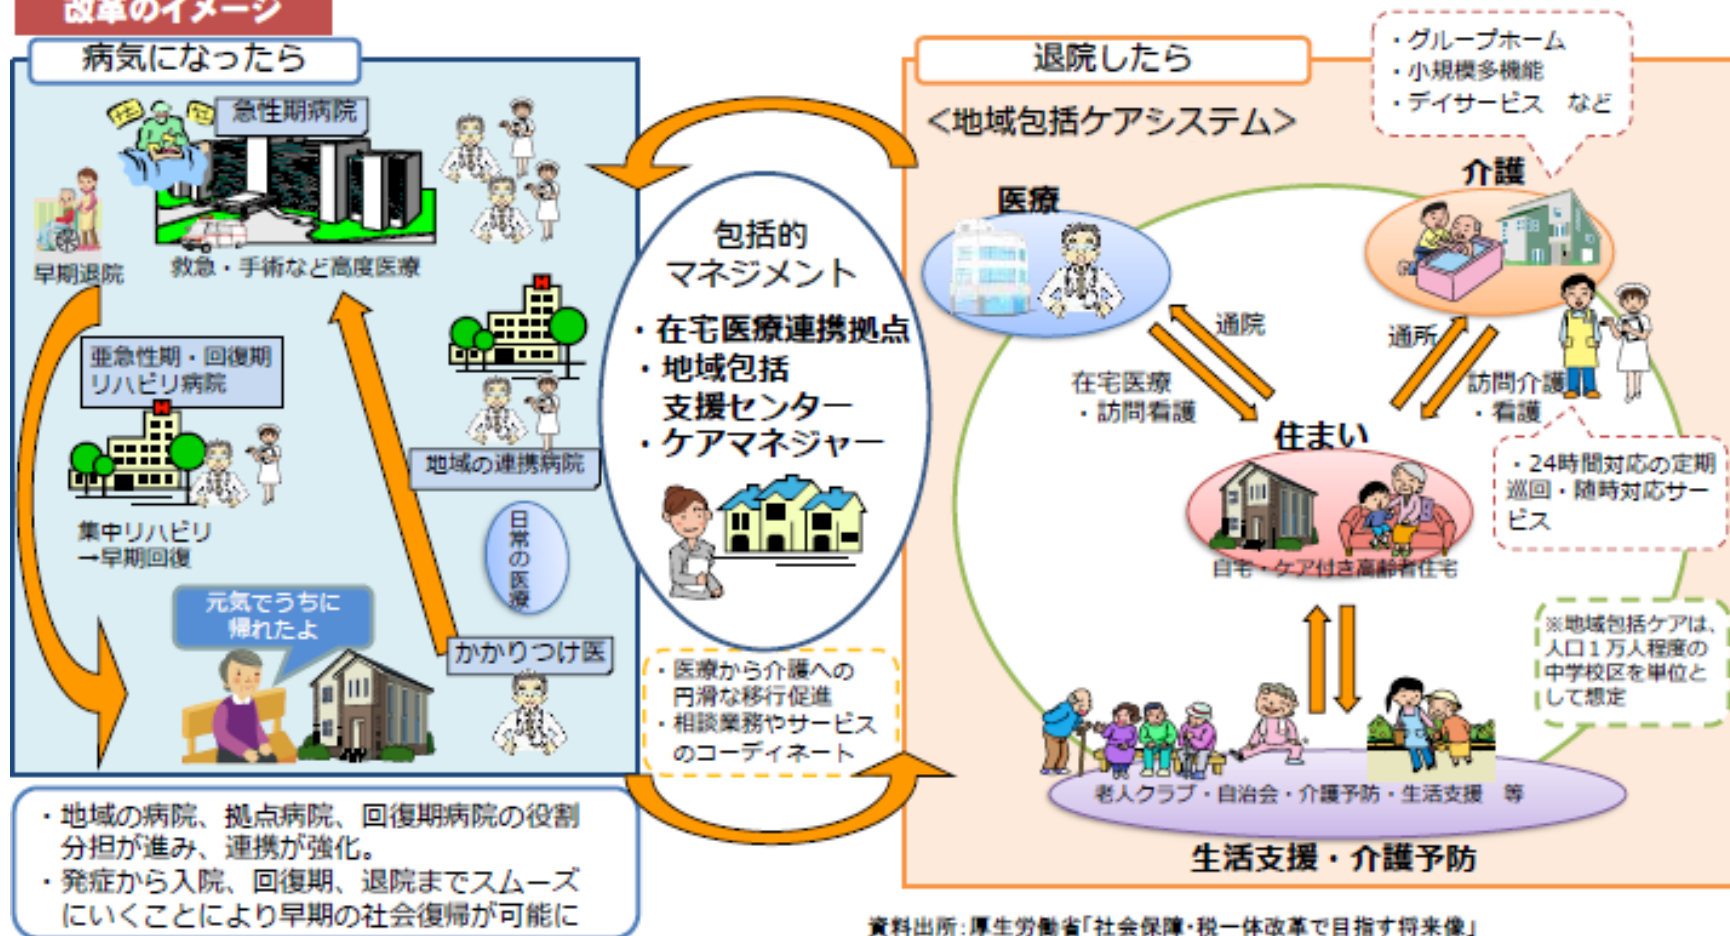 改革のイメージ
病気になったら
急性期病院
早期退院
救急・手術など高度医療
亜急性期・回復期
リハビリ病院
集中リハビリ
→早期回復
地域の連携病院
日常の医療
元気でうちに
帰れたよ
かかりつけ医
・地域の病院、拠点病院、回復期病院の役割
分担が進み、連携が強化。
・発症から入院、回復期、退院までスムーズ
にいくことにより早期の社会復帰が可能に
包括的
マネジメント
・在宅医療連携拠点
・地域包括
支援センター
・ケアマネジャー
・医療から介護への
円滑な移行促進
・相談業務やサービス
のコーディネート
退院したら
<地域包括ケアシステム>
・グループホーム
・小規模多機能
・デイサービス など
医療
介護
通院
在宅医療
・訪問看護
通所
訪問介護
・看護
住まい
自宅・ケア付き高齢者住宅
・24時間対応の定期
巡回・随時対応サー
ビス
※地域包括ケアは、
人口1万人程度の
中学校区を単位と
して想定
老人クラブ・自治会・介護予防・生活支援 等
生活支援・介護予防
資料出所:厚生労働省「社会保障・税一体改革で目指す将来像」